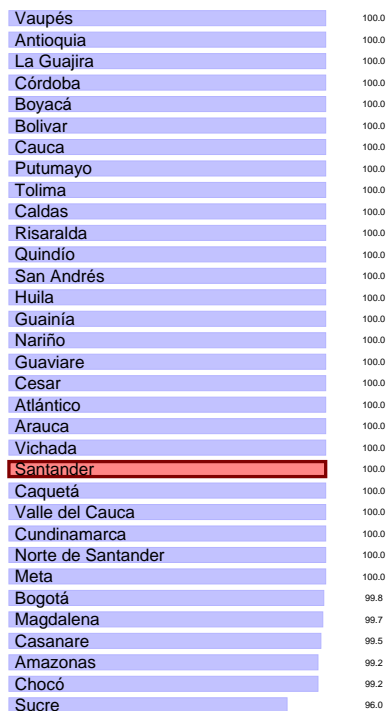 Vaupés 100.0
Antioquia 100.0
La Guajira 100.0
Córdoba 100.0
Boyacá 100.0
Bolivar 100.0
Cauca 100.0
Putumayo 100.0
Tolima 100.0
Caldas 100.0
Risaralda 100.0
Quindío 100.0
San Andrés 100.0
Huila 100.0
Guainía 100.0
Nariño 100.0
Guaviare 100.0
Cesar 100.0
Atlántico 100.0
Arauca 100.0
Vichada 100.0
Santander 100.0
Caquetá 100.0
Valle del Cauca 100.0
Cundinamarca 100.0
Norte de Santander 100.0
Meta 100.0
Bogotá 99.8
Magdalena 99.7
Casanare 99.5
Amazonas 99.2
Chocó 99.2
Sucre 96.0